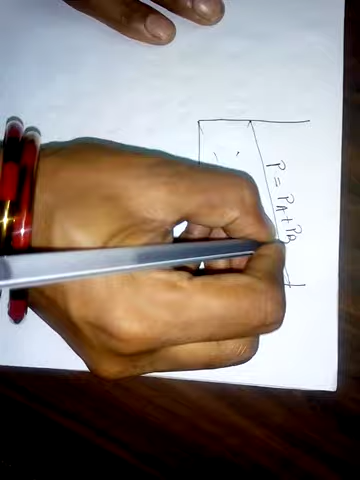 P = PA + PB